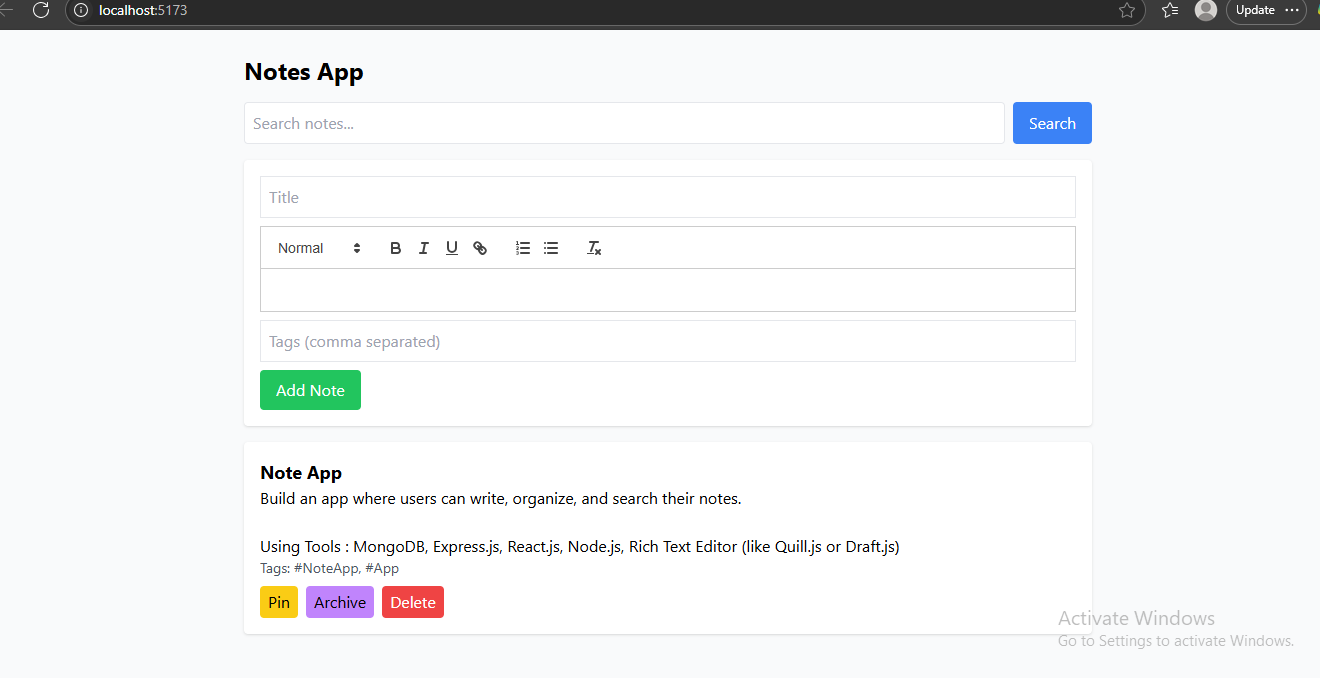 localhost:5173
Update
Notes App
Search notes...
Search
Title
Normal
Tags (comma separated)
Add Note
Note App
Build an app where users can write, organize, and search their notes.
Using Tools : MongoDB, Express.js, React.js, Node.js, Rich Text Editor (like Quill.js or Draft.js)
Tags: #NoteApp, #App
Pin Archive Delete
Activate Windows
Go to Settings to activate Windows.